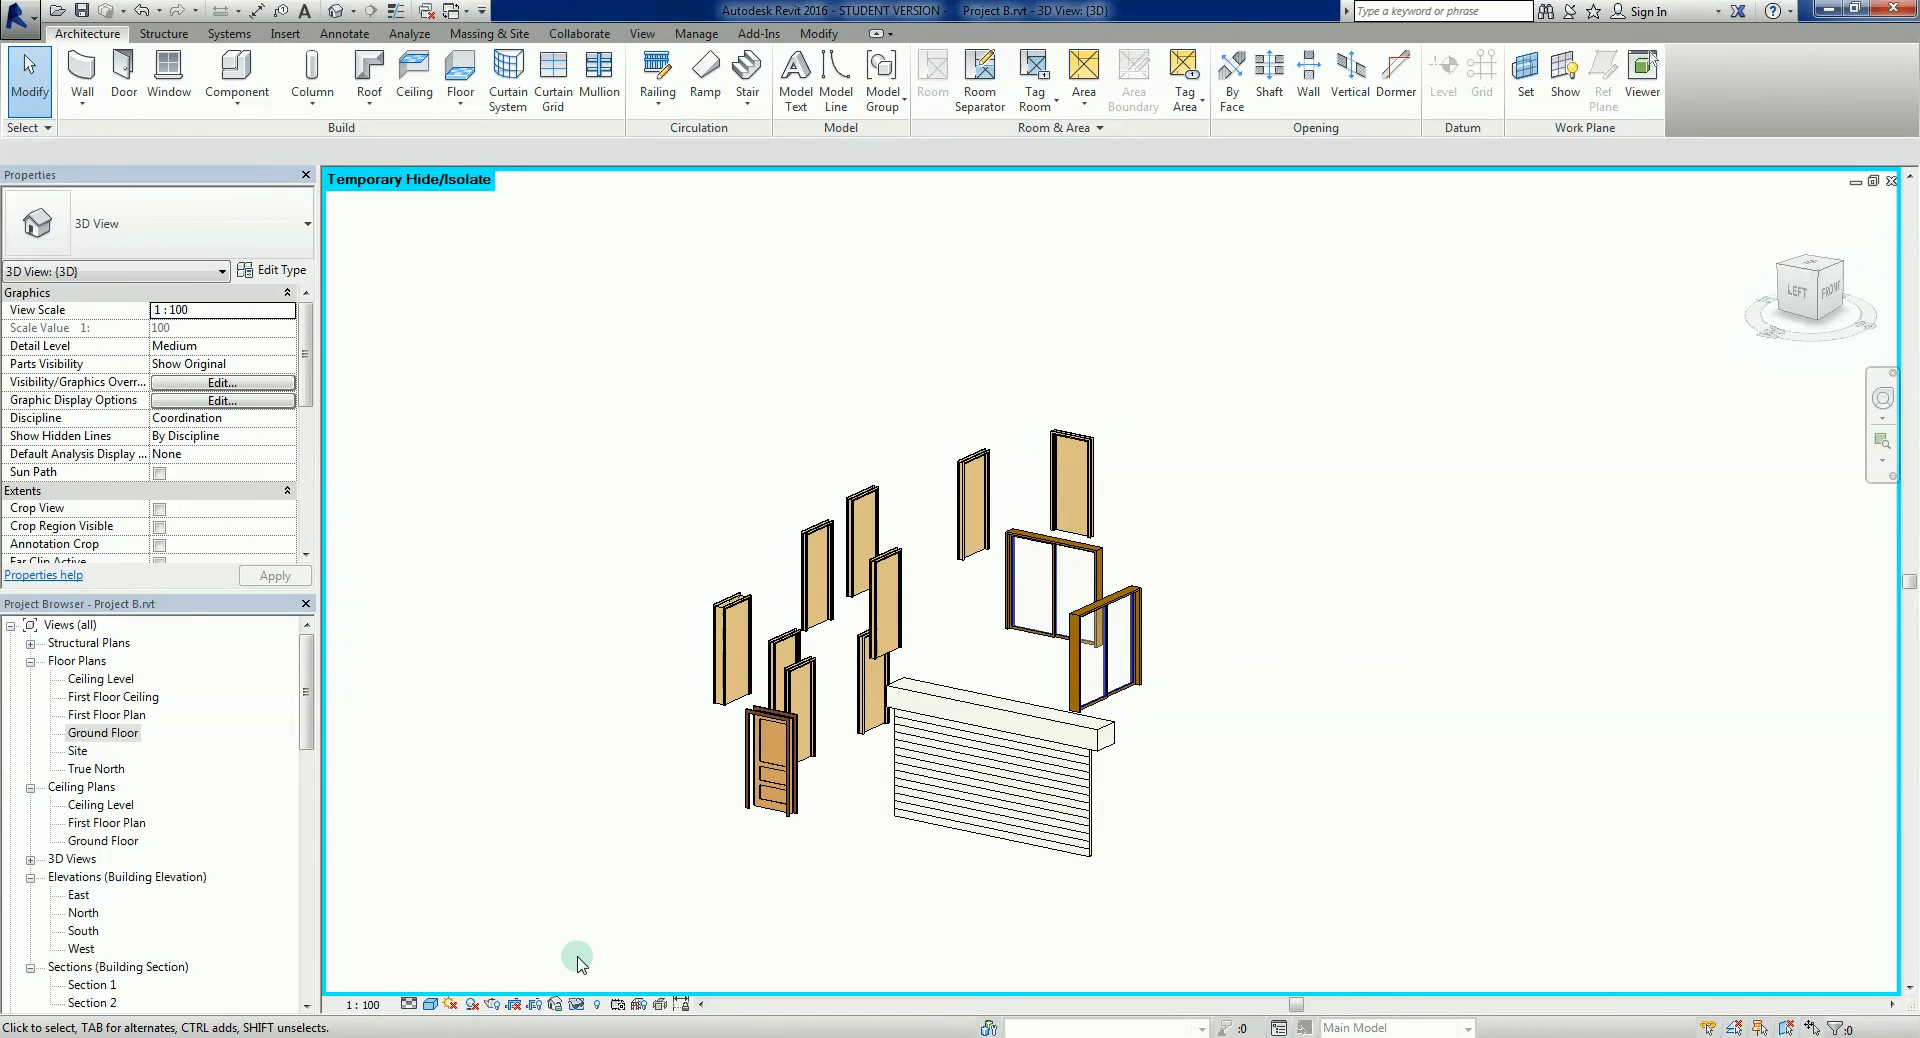 Autodesk Revit 2016 - STUDENT VERSION - Project B.rvt - 3D View: {3D}
Type a keyword or phrase
Sign In
Architecture Structure Systems Insert Annotate Analyze Massing & Site Collaborate View Manage Add-Ins Modify
Modify Wall Door Window Component Column Roof Ceiling Floor Curtain System Curtain Grid Mullion Railing Ramp Stair Model Text Model Line Model Group Room Room Separator Tag Room Area Area Boundary Tag Area By Face Shaft Wall Vertical Dormer Level Grid Set Show Ref Plane Viewer
Select Build Circulation Model Room & Area Opening Datum Work Plane
Properties
3D View
3D View: {3D} Edit Type
Graphics
View Scale 1 : 100
Scale Value 1: 100
Detail Level Medium
Parts Visibility Show Original
Visibility/Graphics Overr... Edit...
Graphic Display Options Edit...
Discipline Coordination
Show Hidden Lines By Discipline
Default Analysis Display ... None
Sun Path
Extents
Crop View
Crop Region Visible
Annotation Crop
Far Clip Active
Properties help Apply
Project Browser - Project B.rvt
Views (all)
Structural Plans
Floor Plans
Ceiling Level
First Floor Ceiling
First Floor Plan
Ground Floor
Site
True North
Ceiling Plans
Ceiling Level
First Floor Plan
Ground Floor
3D Views
Elevations (Building Elevation)
East
North
South
West
Sections (Building Section)
Section 1
Section 2
Temporary Hide/Isolate
LEFT FRONT
1 : 100
Click to select, TAB for alternates, CTRL adds, SHIFT unselects.
:0
Main Model
:0